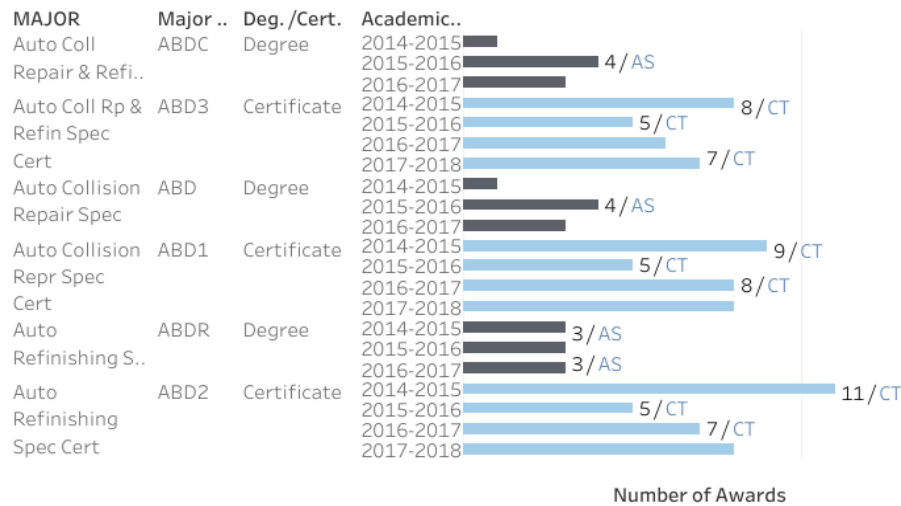 MAJOR Major .. Deg. /Cert. Academic..
Auto Coll ABDC Degree 2014-2015
Repair & Refi.. 2015-2016 4/AS
2016-2017
Auto Coll Rp & ABD3 Certificate 2014-2015 8/CT
Refin Spec 2015-2016 5/CT
Cert 2016-2017
2017-2018 7/CT
Auto Collision ABD Degree 2014-2015
Repair Spec 2015-2016 4/AS
2016-2017
Auto Collision ABD1 Certificate 2014-2015 9/CT
Repr Spec 2015-2016 5/CT
Cert 2016-2017 8/CT
2017-2018
Auto ABDR Degree 2014-2015 3/AS
Refinishing S.. 2015-2016
2016-2017 3/AS
Auto ABD2 Certificate 2014-2015 11/CT
Refinishing 2015-2016 5/CT
Spec Cert 2016-2017 7/CT
2017-2018
Number of Awards